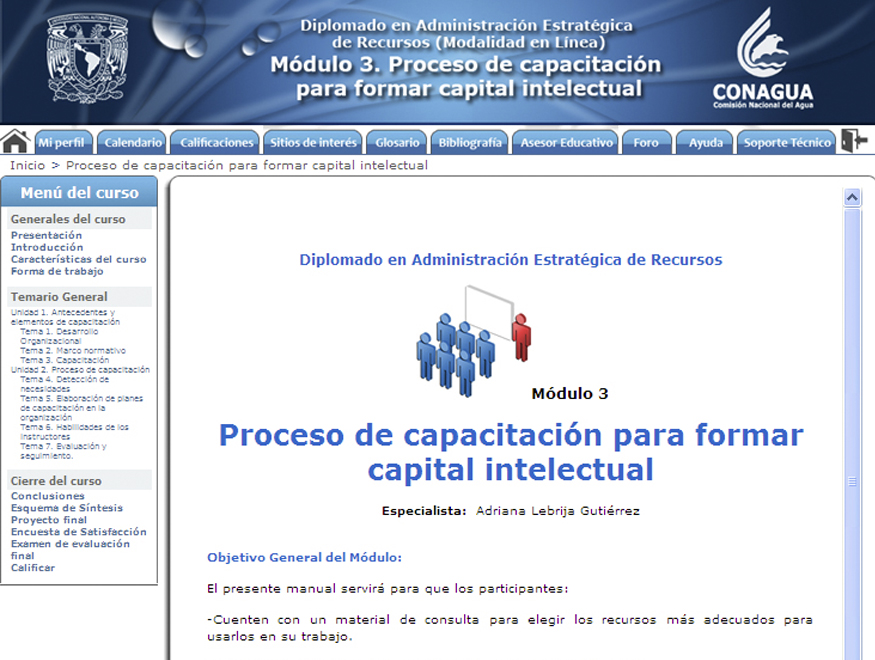 Diplomado en Administración Estratégica
de Recursos (Modalidad en Línea)
Módulo 3. Proceso de capacitación
para formar capital intelectual
CONAGUA
Comisión Nacional del Agua
Mi perfil
Calendario
Calificaciones
Sitios de interés
Glosario
Bibliografía
Asesor Educativo
Foro
Ayuda
Soporte Técnico
Inicio > Proceso de capacitación para formar capital intelectual
Menú del curso
Generales del curso
Presentación
Introducción
Características del curso
Forma de trabajo
Temario General
Unidad 1. Antecedentes y
elementos de capacitación
Tema 1. Desarrollo
Organizacional
Tema 2. Marco normativo
Tema 3. Capacitación
Unidad 2. Proceso de capacitación
Tema 4. Detección de
necesidades
Tema 5. Elaboración de planes
de capacitación en la
organización
Tema 6. Habilidades de los
instructores
Tema 7. Evaluación y
seguimiento.
Cierre del curso
Conclusiones
Esquema de Síntesis
Proyecto final
Encuesta de Satisfacción
Examen de evaluación
final
Calificar
Diplomado en Administración Estratégica de Recursos
Módulo 3
Proceso de capacitación para formar
capital intelectual
Especialista: Adriana Lebrija Gutiérrez
Objetivo General del Módulo:
El presente manual servirá para que los participantes:
-Cuenten con un material de consulta para elegir los recursos más adecuados para
usarlos en su trabajo.